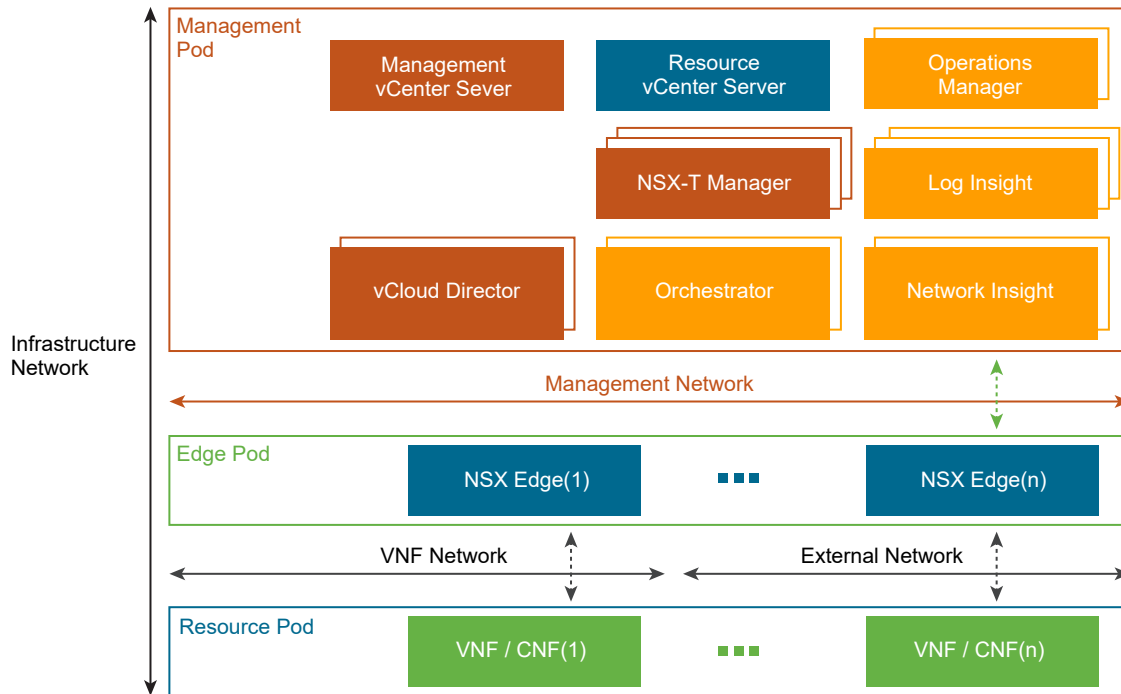 Management
Pod
Management
vCenter Sever
Resource
vCenter Server
Operations
Manager
NSX-T Manager
Log Insight
vCloud Director
Orchestrator
Network Insight
Infrastructure
Network
Management Network
Edge Pod
NSX Edge(1)
NSX Edge(n)
VNF Network
External Network
Resource Pod
VNF / CNF(1)
VNF / CNF(n)